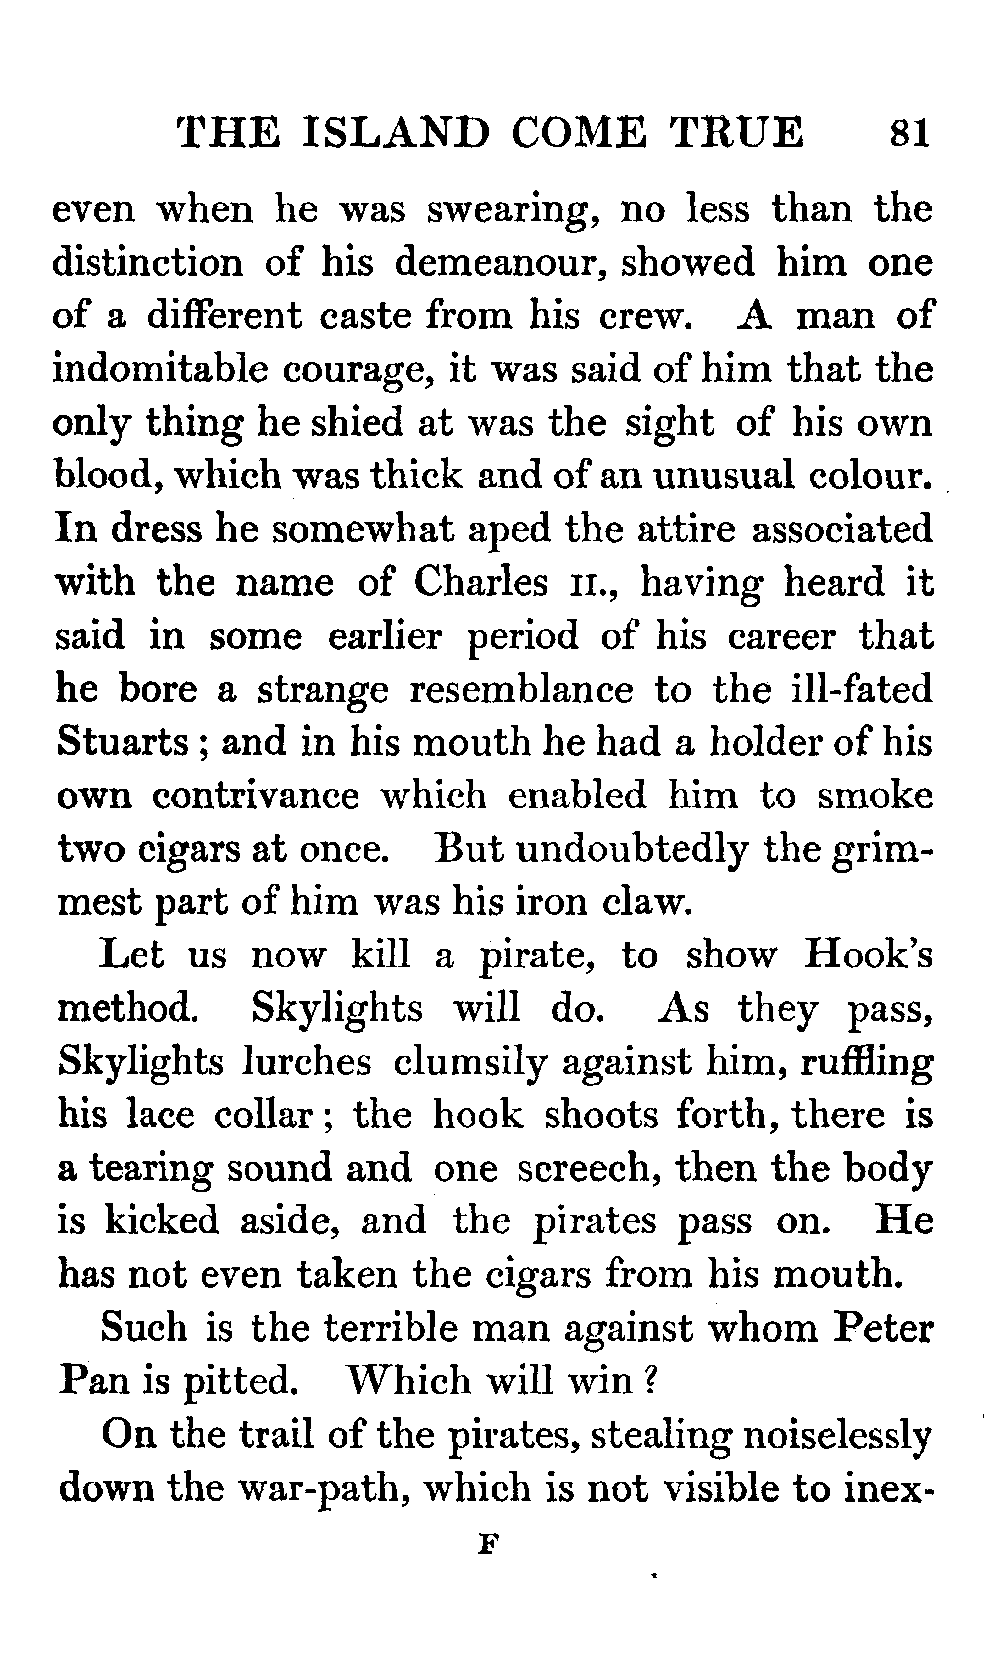 THE ISLAND COME TRUE 81
even when he was swearing, no less than the
distinction of his demeanour, showed him one
of a different caste from his crew. A man of
indomitable courage, it was said of him that the
only thing he shied at was the sight of his own
blood, which was thick and of an unusual colour.
In dress he somewhat aped the attire associated
with the name of Charles II., having heard it
said in some earlier period of his career that
he bore a strange resemblance to the ill-fated
Stuarts ; and in his mouth he had a holder of his
own contrivance which enabled him to smoke
two cigars at once. But undoubtedly the grim-
mest part of him was his iron claw.
Let us now kill a pirate, to show Hook's
method. Skylights will do. As they pass,
Skylights lurches clumsily against him, ruffling
his lace collar ; the hook shoots forth, there is
a tearing sound and one screech, then the body
is kicked aside, and the pirates pass on. He
has not even taken the cigars from his mouth.
Such is the terrible man against whom Peter
Pan is pitted. Which will win ?
On the trail of the pirates, stealing noiselessly
down the war-path, which is not visible to inex-
F